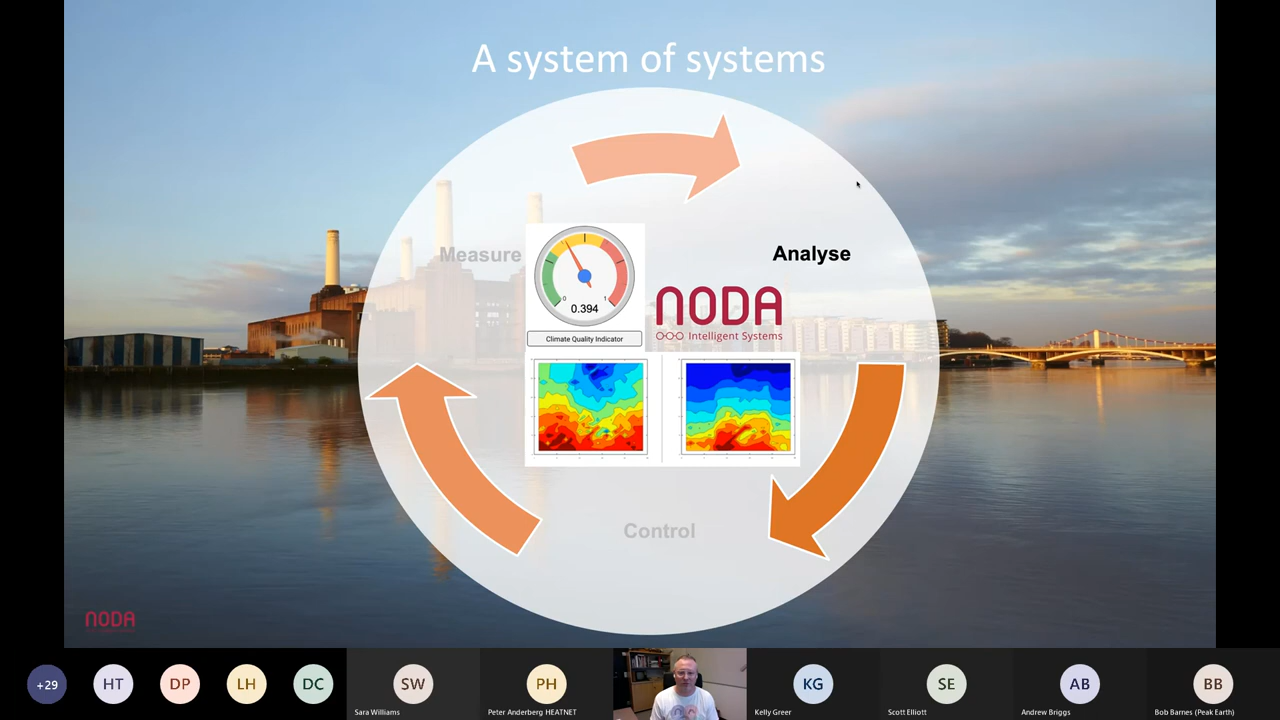 A system of systems
Measure
Analyse
0
1
0.394
Climate Quality Indicator
NODA
Intelligent Systems
Control
NODA
+29
HT
DP
LH
DC
SW
PH
KG
SE
AB
BB
Sara Williams
Peter Anderberg HEATNET
Kelly Greer
Scott Elliott
Andrew Briggs
Bob Barnes (Peak Earth)